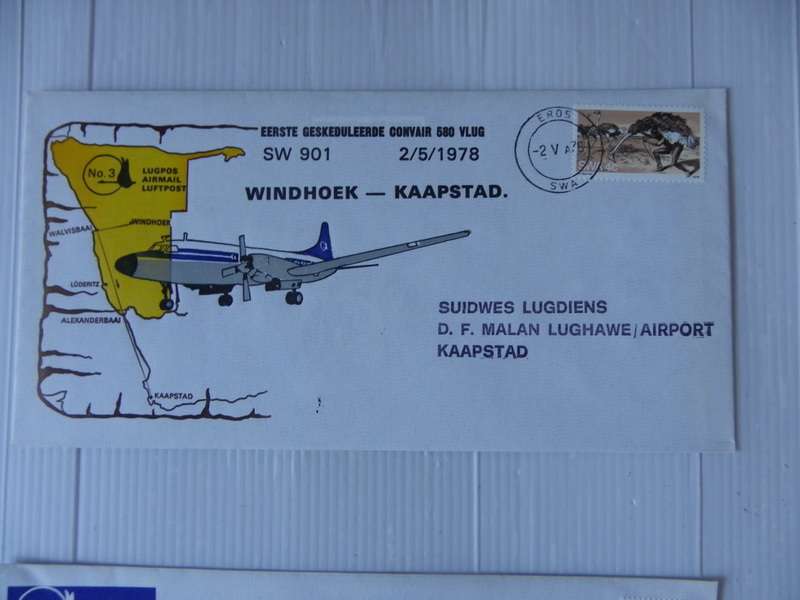 EERSTE GESKEDULEERDE CONVAIR 580 VLUG
SW 901 2/5/1978
WINDHOEK — KAAPSTAD.
No. 3
LUGPOS
AIRMAIL
LUFTPOST
WINDHOEK
WALVISBAAI
LÜDERITZ
ALEXANDERBAAI
KAAPSTAD
EROS
-2 V
SWA
SWA
SUIDWES LUGDIENS
D. F. MALAN LUGHAWE/AIRPORT
KAAPSTAD